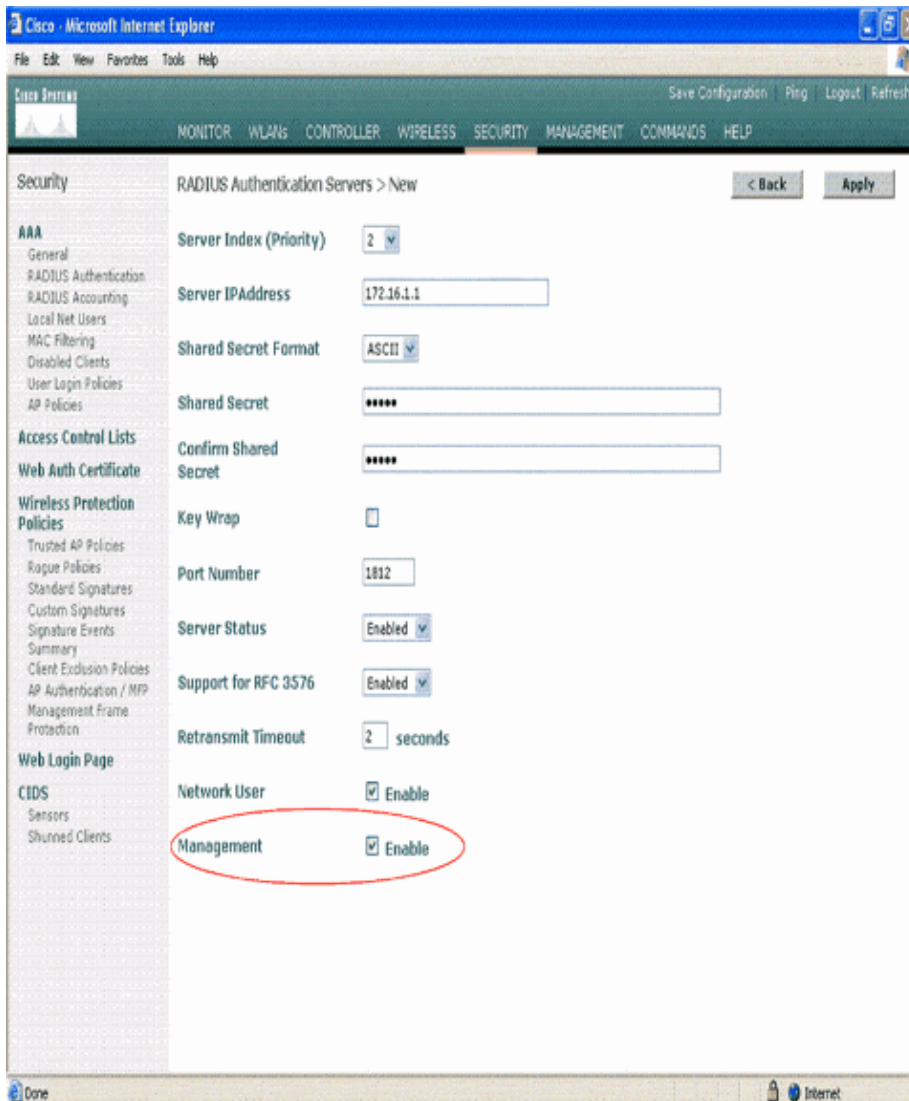 Cisco - Microsoft Internet Explorer
File Edit View Favorites Tools Help
CISCO SYSTEMS
Save Configuration | Ping | Logout | Refresh
MONITOR WLANs CONTROLLER WIRELESS SECURITY MANAGEMENT COMMANDS HELP
Security
AAA
General
RADIUS Authentication
RADIUS Accounting
Local Net Users
MAC Filtering
Disabled Clients
User Login Policies
AP Policies
Access Control Lists
Web Auth Certificate
Wireless Protection
Policies
Trusted AP Policies
Rogue Policies
Standard Signatures
Custom Signatures
Signature Events
Summary
Client Exclusion Policies
AP Authentication / MFP
Management Frame
Protection
Web Login Page
CIDS
Sensors
Shunned Clients
RADIUS Authentication Servers > New
< Back Apply
Server Index (Priority) 2
Server IPAddress 172.16.1.1
Shared Secret Format ASCII
Shared Secret •••••
Confirm Shared
Secret •••••
Key Wrap
Port Number 1812
Server Status Enabled
Support for RFC 3576 Enabled
Retransmit Timeout 2 seconds
Network User Enable
Management Enable
Done Internet